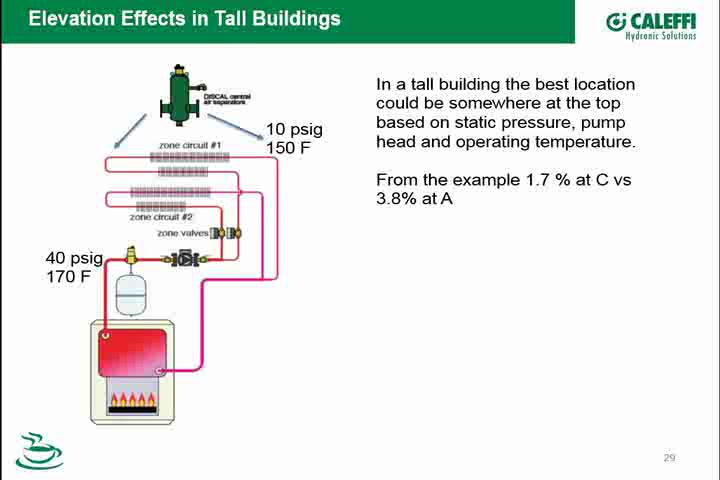 Elevation Effects in Tall Buildings
CALEFFI
Hydronic Solutions
DISCAL central
air separators
In a tall building the best location
could be somewhere at the top
based on static pressure, pump
head and operating temperature.
From the example 1.7 % at C vs
3.8% at A
10 psig
150 F
zone circuit #1
zone circuit #2
zone valves
40 psig
170 F
29